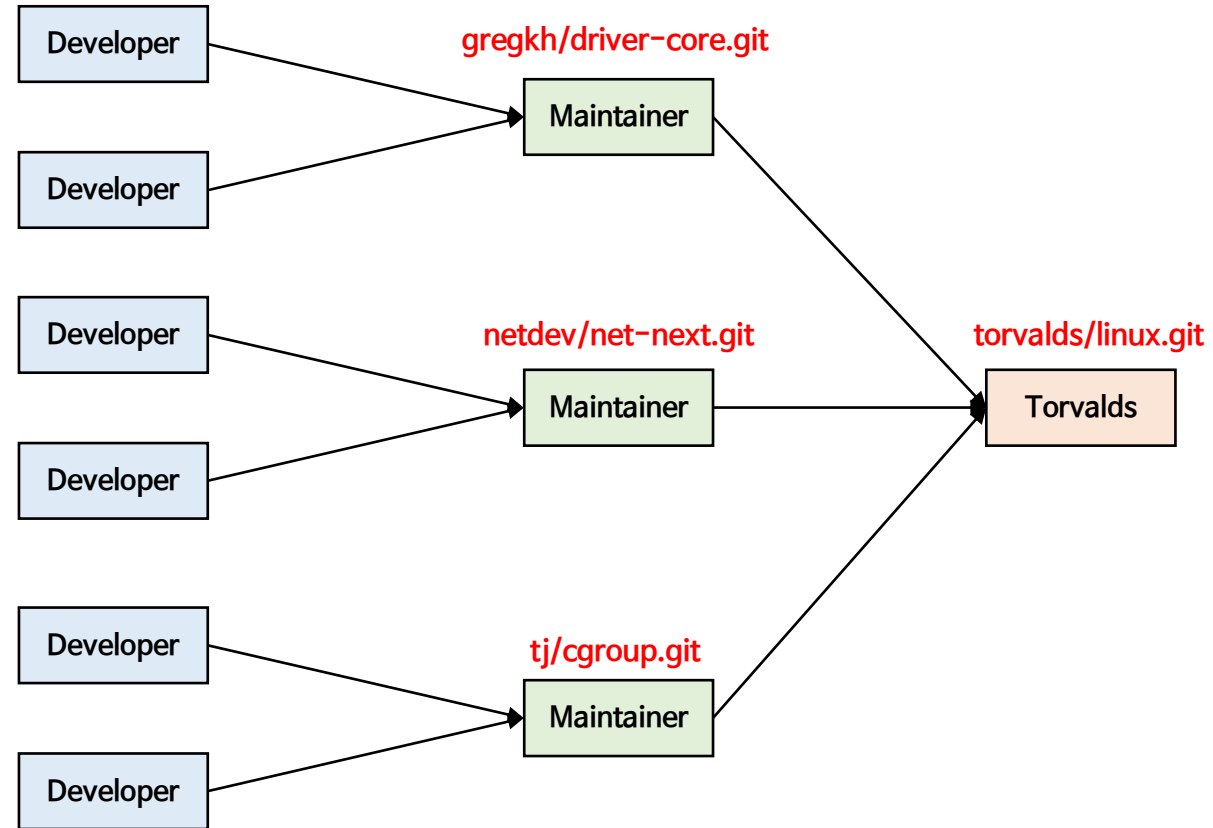 Developer
gregkh/driver-core.git
Maintainer
Developer
Developer
netdev/net-next.git
torvalds/linux.git
Maintainer
Torvalds
Developer
Developer
tj/cgroup.git
Maintainer
Developer